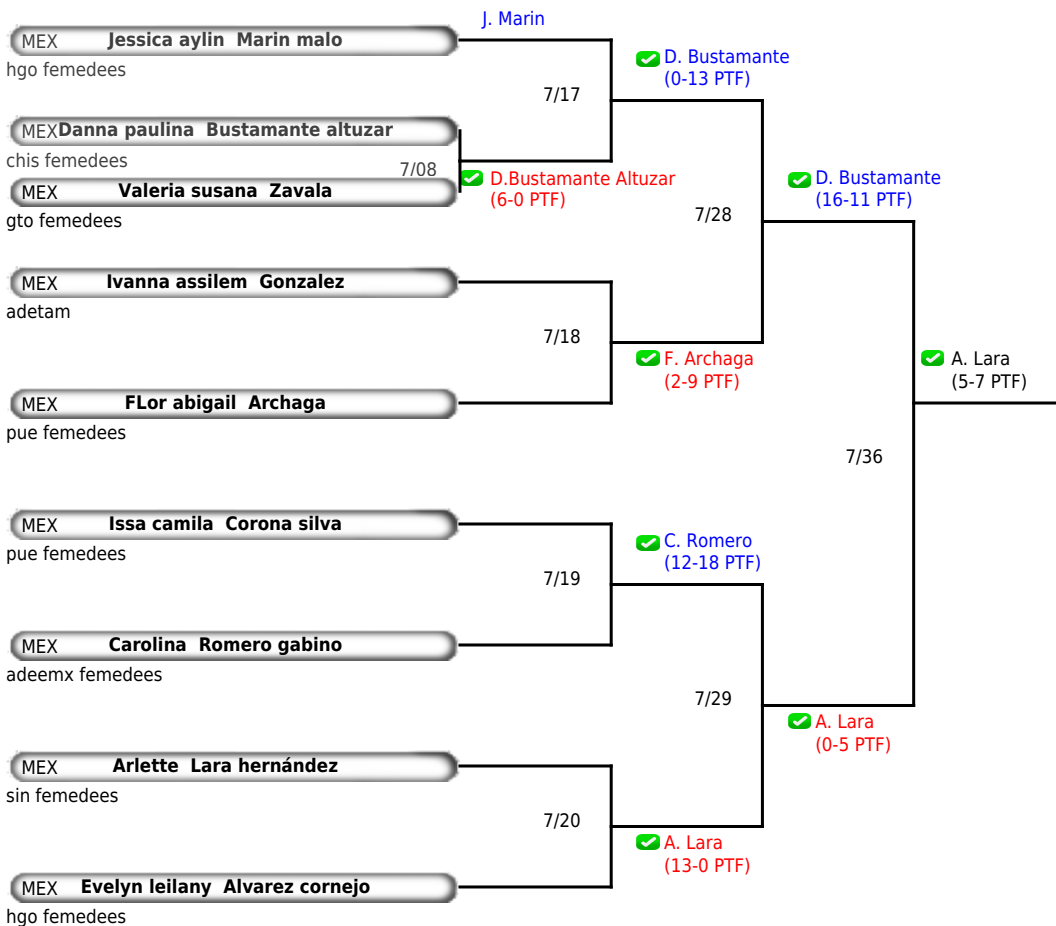 J. Marin
MEX Jessica aylin Marin malo
hgo femedees
D. Bustamante
(0-13 PTF)
7/17
MEX Danna paulina Bustamante altuzar
chis femedees
7/08
D.Bustamante Altuzar
(6-0 PTF)
MEX Valeria susana Zavala
gto femedees
D. Bustamante
(16-11 PTF)
7/28
MEX Ivanna assilem Gonzalez
adetam
7/18
F. Archaga
(2-9 PTF)
A. Lara
(5-7 PTF)
MEX FLor abigail Archaga
pue femedees
7/36
MEX Issa camila Corona silva
pue femedees
C. Romero
(12-18 PTF)
7/19
MEX Carolina Romero gabino
adeemx femedees
7/29
A. Lara
(0-5 PTF)
MEX Arlette Lara hernández
sin femedees
7/20
A. Lara
(13-0 PTF)
MEX Evelyn leilany Alvarez cornejo
hgo femedees